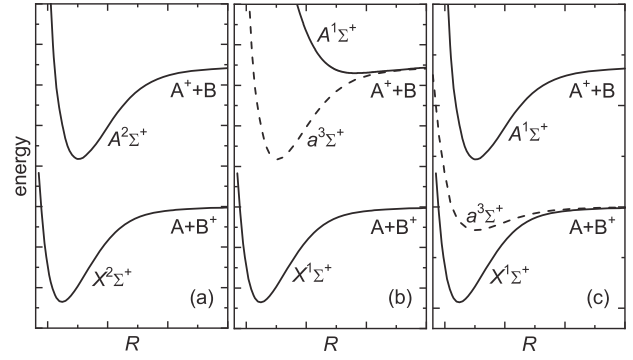 energy
A²Σ⁺
A⁺+B
A+B⁺
X²Σ⁺
(a)
R
A¹Σ⁺
A⁺+B
a³Σ⁺
A+B⁺
X¹Σ⁺
(b)
R
A⁺+B
A¹Σ⁺
a³Σ⁺
A+B⁺
X¹Σ⁺
(c)
R